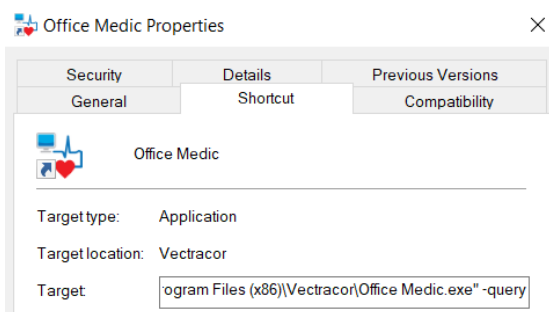 Office Medic Properties
Security Details Previous Versions
General Shortcut Compatibility
Office Medic
Target type: Application
Target location: Vectracor
Target: ogram Files (x86)\Vectracor\Office Medic.exe" -query